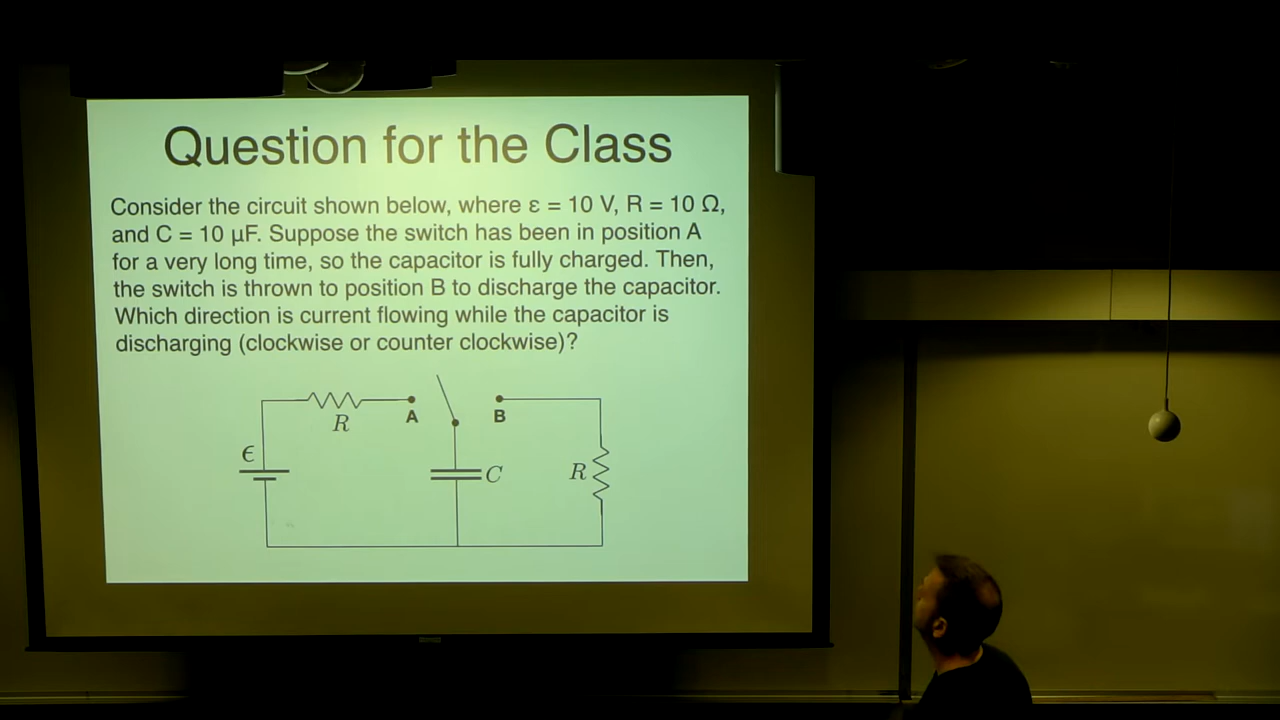 Question for the Class
Consider the circuit shown below, where ε = 10 V, R = 10 Ω,
and C = 10 µF. Suppose the switch has been in position A
for a very long time, so the capacitor is fully charged. Then,
the switch is thrown to position B to discharge the capacitor.
Which direction is current flowing while the capacitor is
discharging (clockwise or counter clockwise)?
R A B
ϵ C R